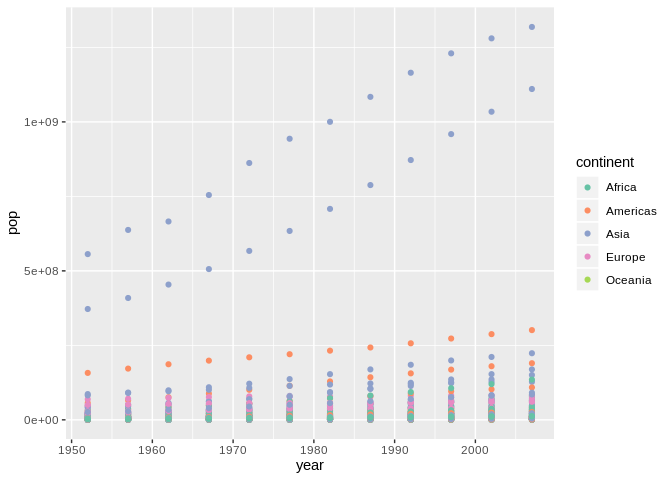 1e+09
5e+08
0e+00
pop
1950
1960
1970
1980
1990
2000
year
continent
Africa
Americas
Asia
Europe
Oceania